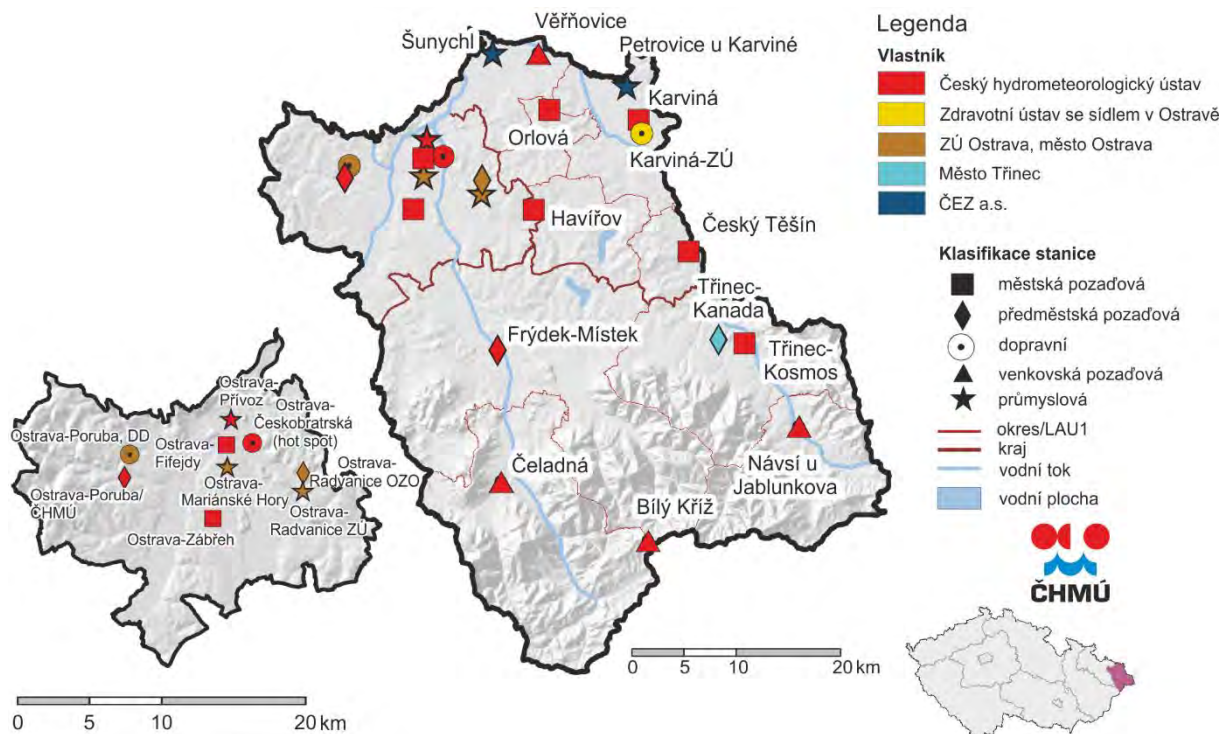 Věřňovice
Šunychl
Petrovice u Karviné
Karviná
Orlová
Karviná-ZÚ
Havířov
Český Těšín
Třinec-
Kanada
Frýdek-Místek
Třinec-
Kosmos
Čeladná
Návsí u
Jablunkova
Bílý Kříž
0 5 10 20 km
Ostrava-
Přívoz
Ostrava-
Českobratrská
(hot spot)
Ostrava-Poruba, DD
Ostrava-
Fifejdy
Ostrava-
Radvanice OZO
Ostrava-
Mariánské Hory
Ostrava-Poruba/
ČHMÚ
Ostrava-
Radvanice ZÚ
Ostrava-Zábřeh
0 5 10 20 km
Legenda
Vlastník
Český hydrometeorologický ústav
Zdravotní ústav se sídlem v Ostravě
ZÚ Ostrava, město Ostrava
Město Třinec
ČEZ a.s.
Klasifikace stanice
městská pozaďová
předměstská pozaďová
dopravní
venkovská pozaďová
průmyslová
okres/LAU1
kraj
vodní tok
vodní plocha
ČHMÚ